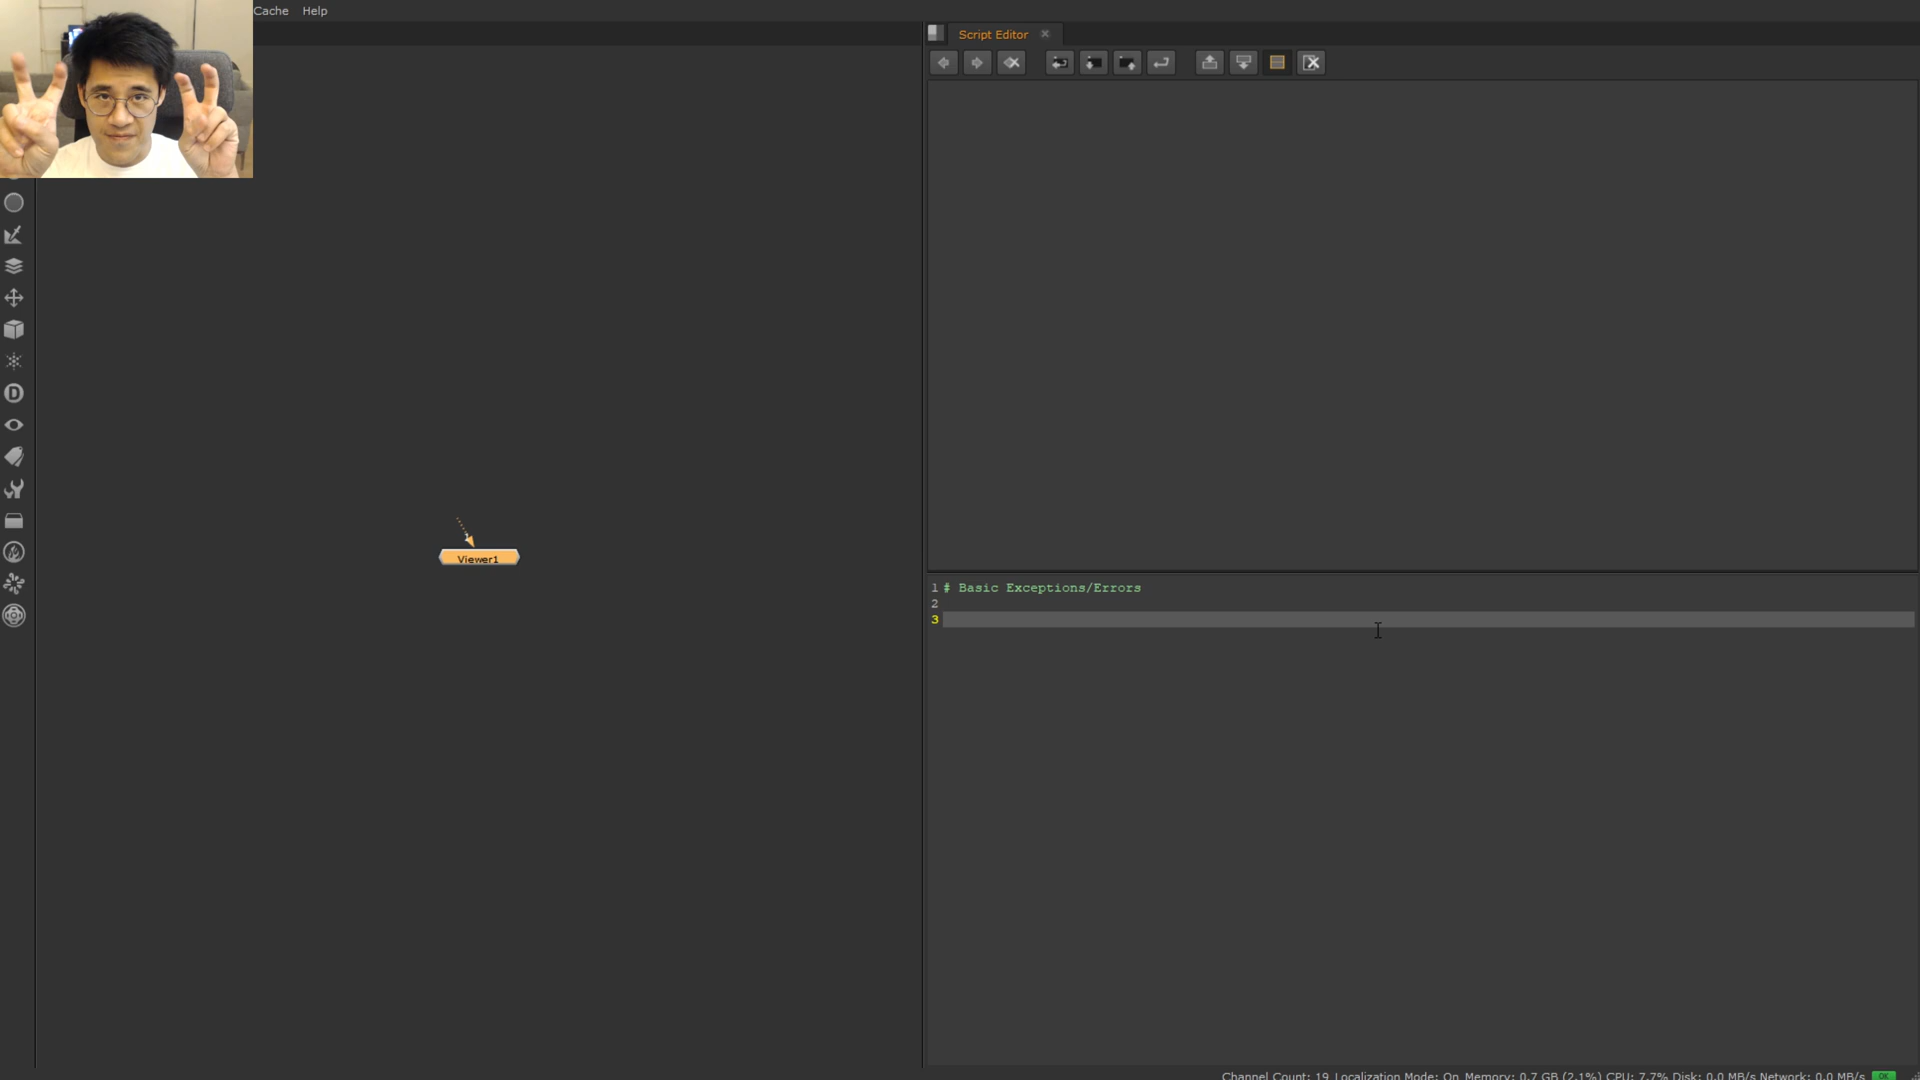 Cache Help
Script Editor
Viewer1
1 # Basic Exceptions/Errors
2
3
Channel Count: 19 Localization Mode: On Memory: 0.7 GB (2.1%) CPU: 7.7% Disk: 0.0 MB/s Network: 0.0 MB/s OK